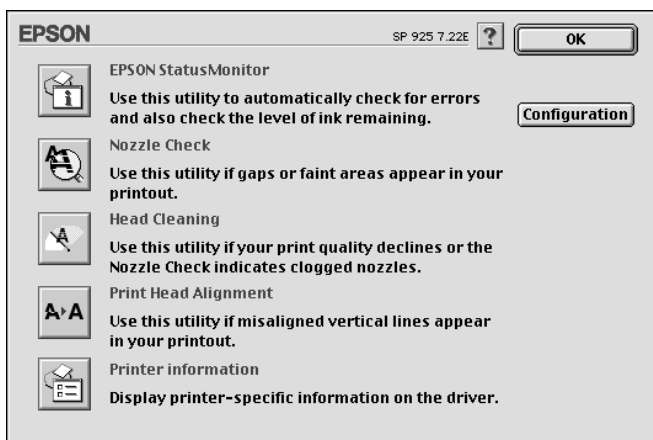 EPSON
SP 925 7.22E
?
OK
EPSON StatusMonitor
Use this utility to automatically check for errors
and also check the level of ink remaining.
Configuration
Nozzle Check
Use this utility if gaps or faint areas appear in your
printout.
Head Cleaning
Use this utility if your print quality declines or the
Nozzle Check indicates clogged nozzles.
Print Head Alignment
Use this utility if misaligned vertical lines appear
in your printout.
Printer information
Display printer-specific information on the driver.